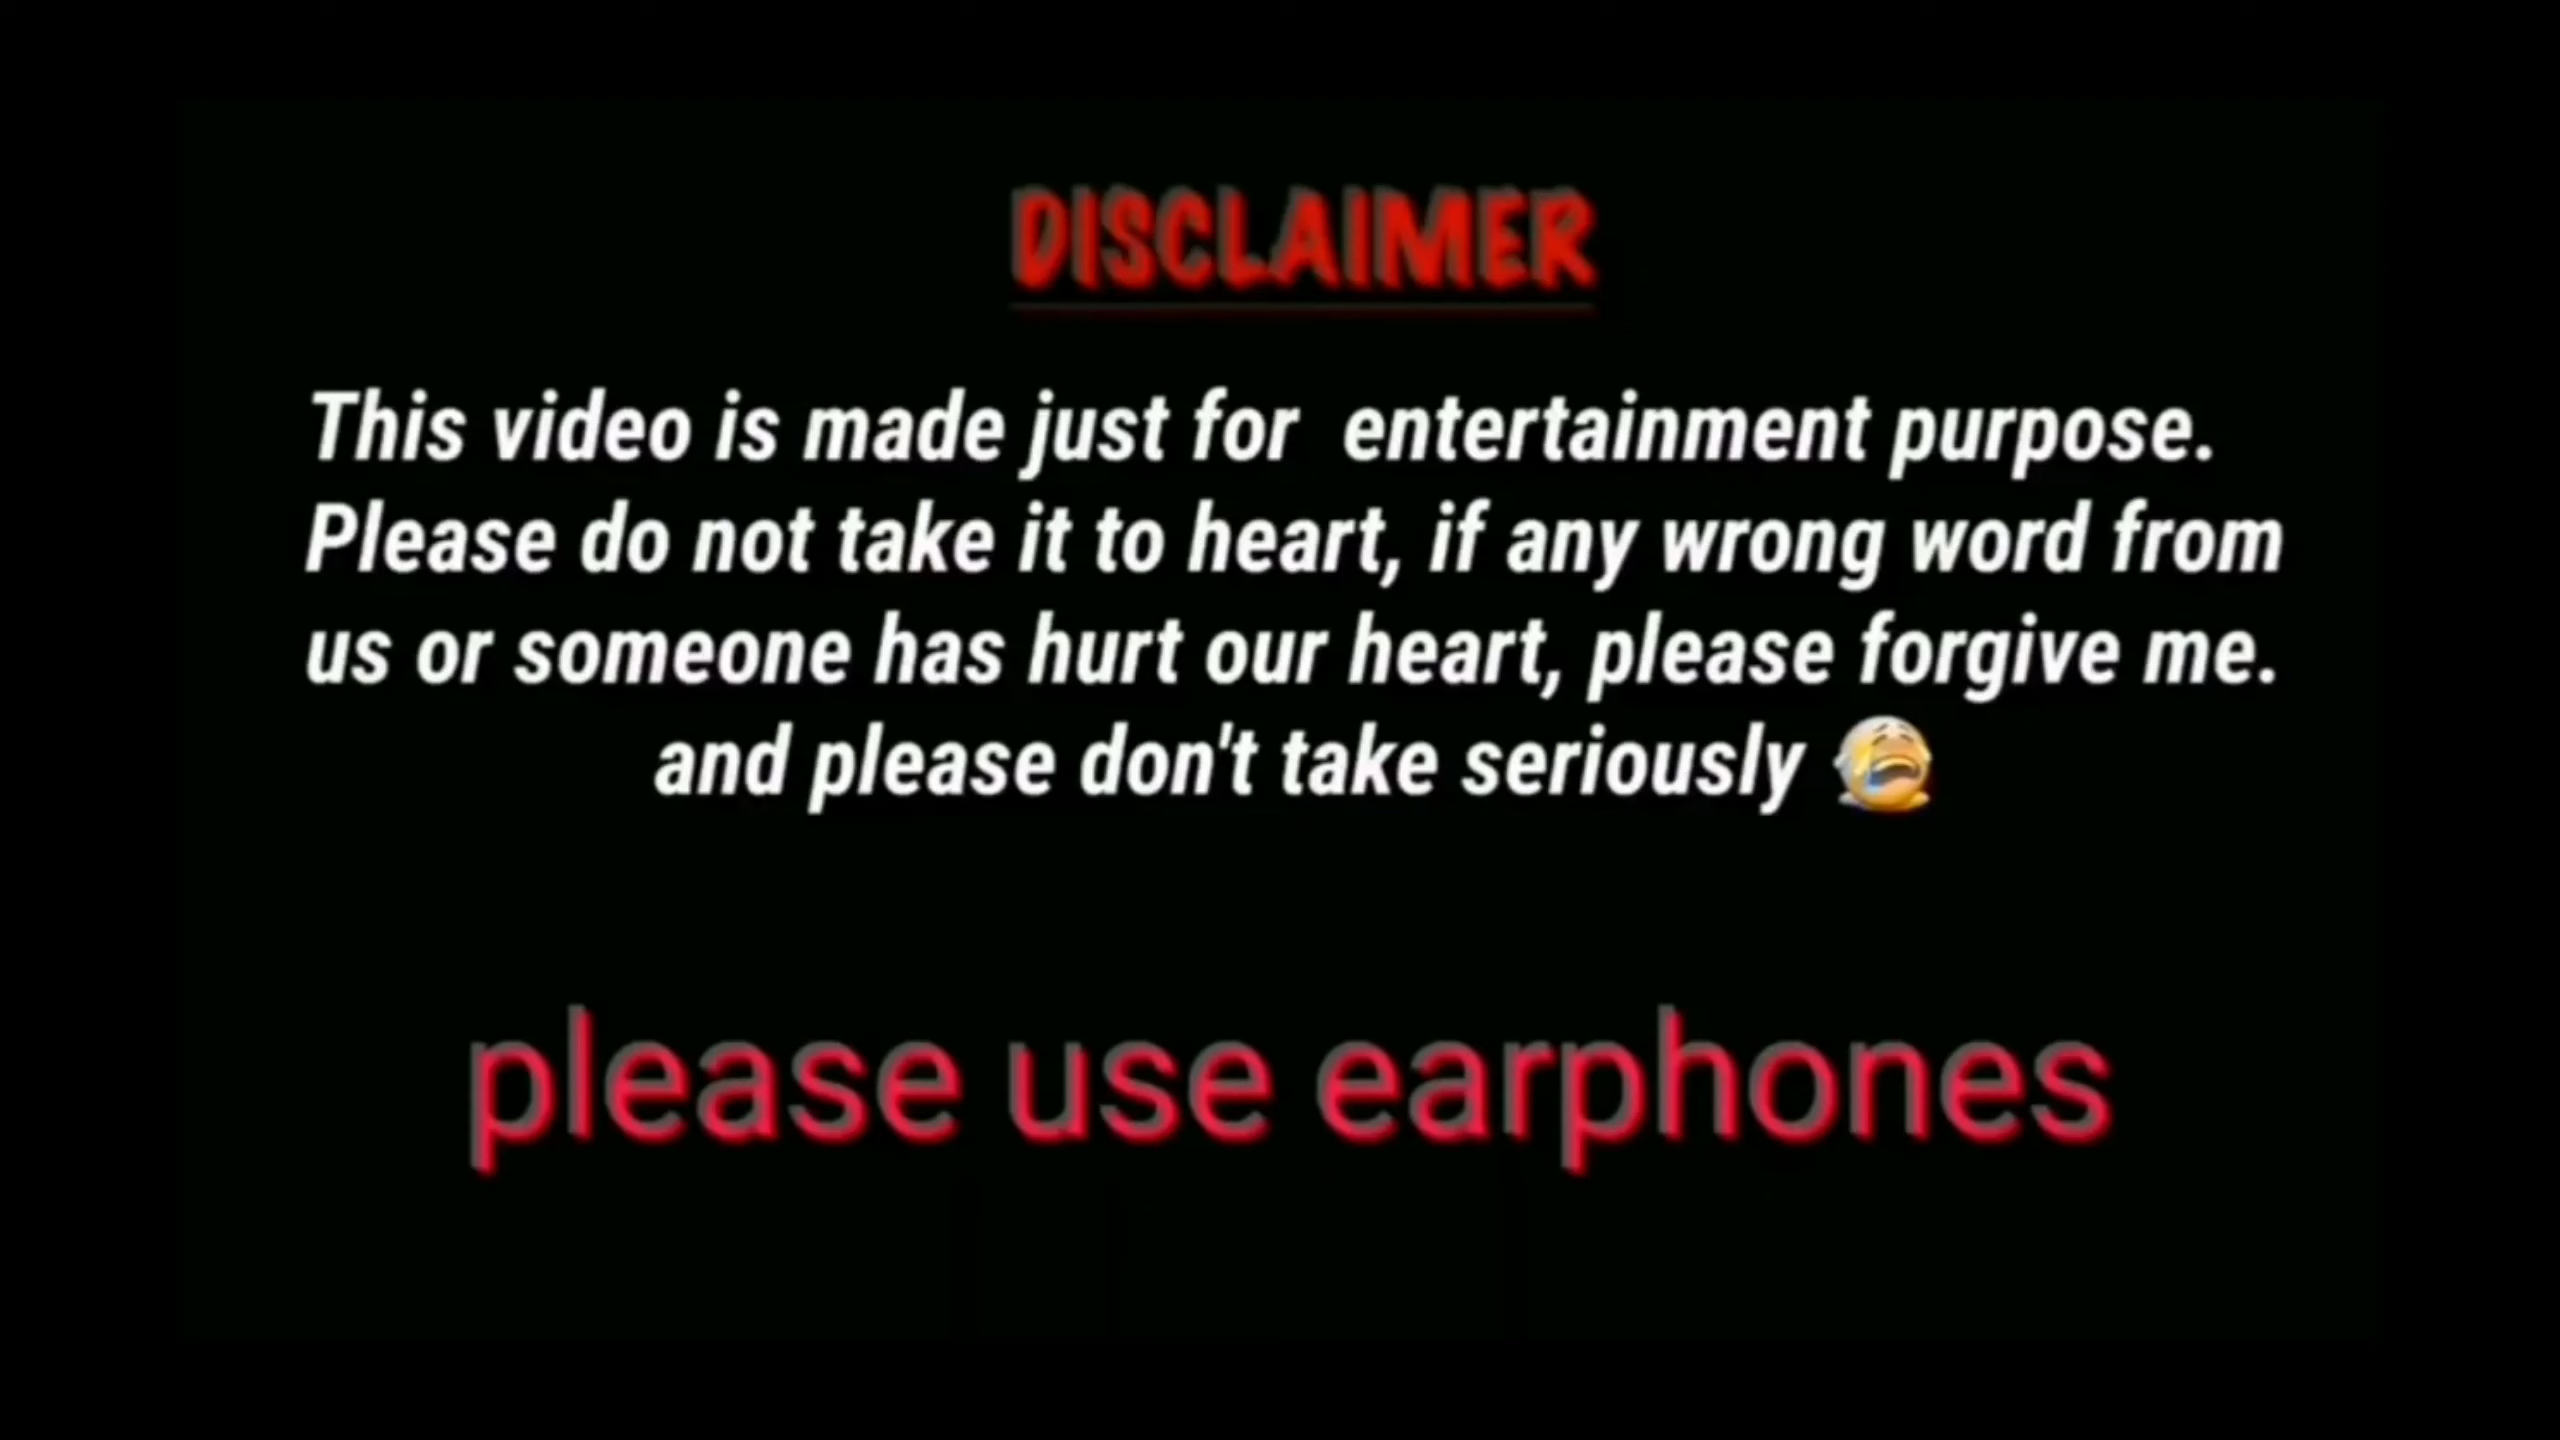 DISCLAIMER
This video is made just for entertainment purpose.
Please do not take it to heart, if any wrong word from
us or someone has hurt our heart, please forgive me.
and please don't take seriously 😭
please use earphones